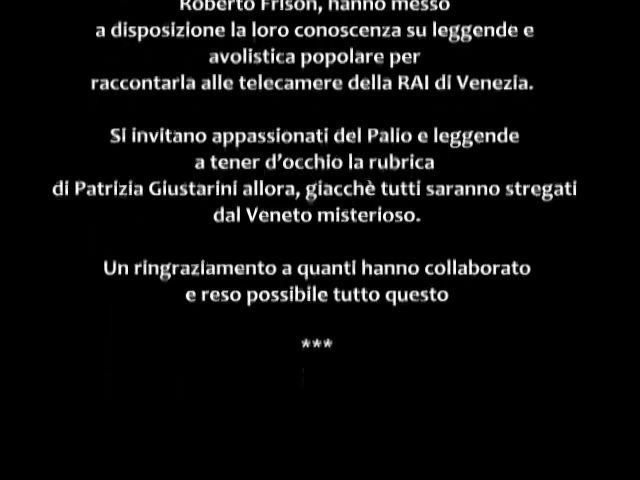 Roberto Frison, hanno messo
a disposizione la loro conoscenza su leggende e
avolistica popolare per
raccontarla alle telecamere della RAI di Venezia.
Si invitano appassionati del Palio e leggende
a tener d'occhio la rubrica
di Patrizia Giustarini allora, giacchè tutti saranno stregati
dal Veneto misterioso.
Un ringraziamento a quanti hanno collaborato
e reso possibile tutto questo
***